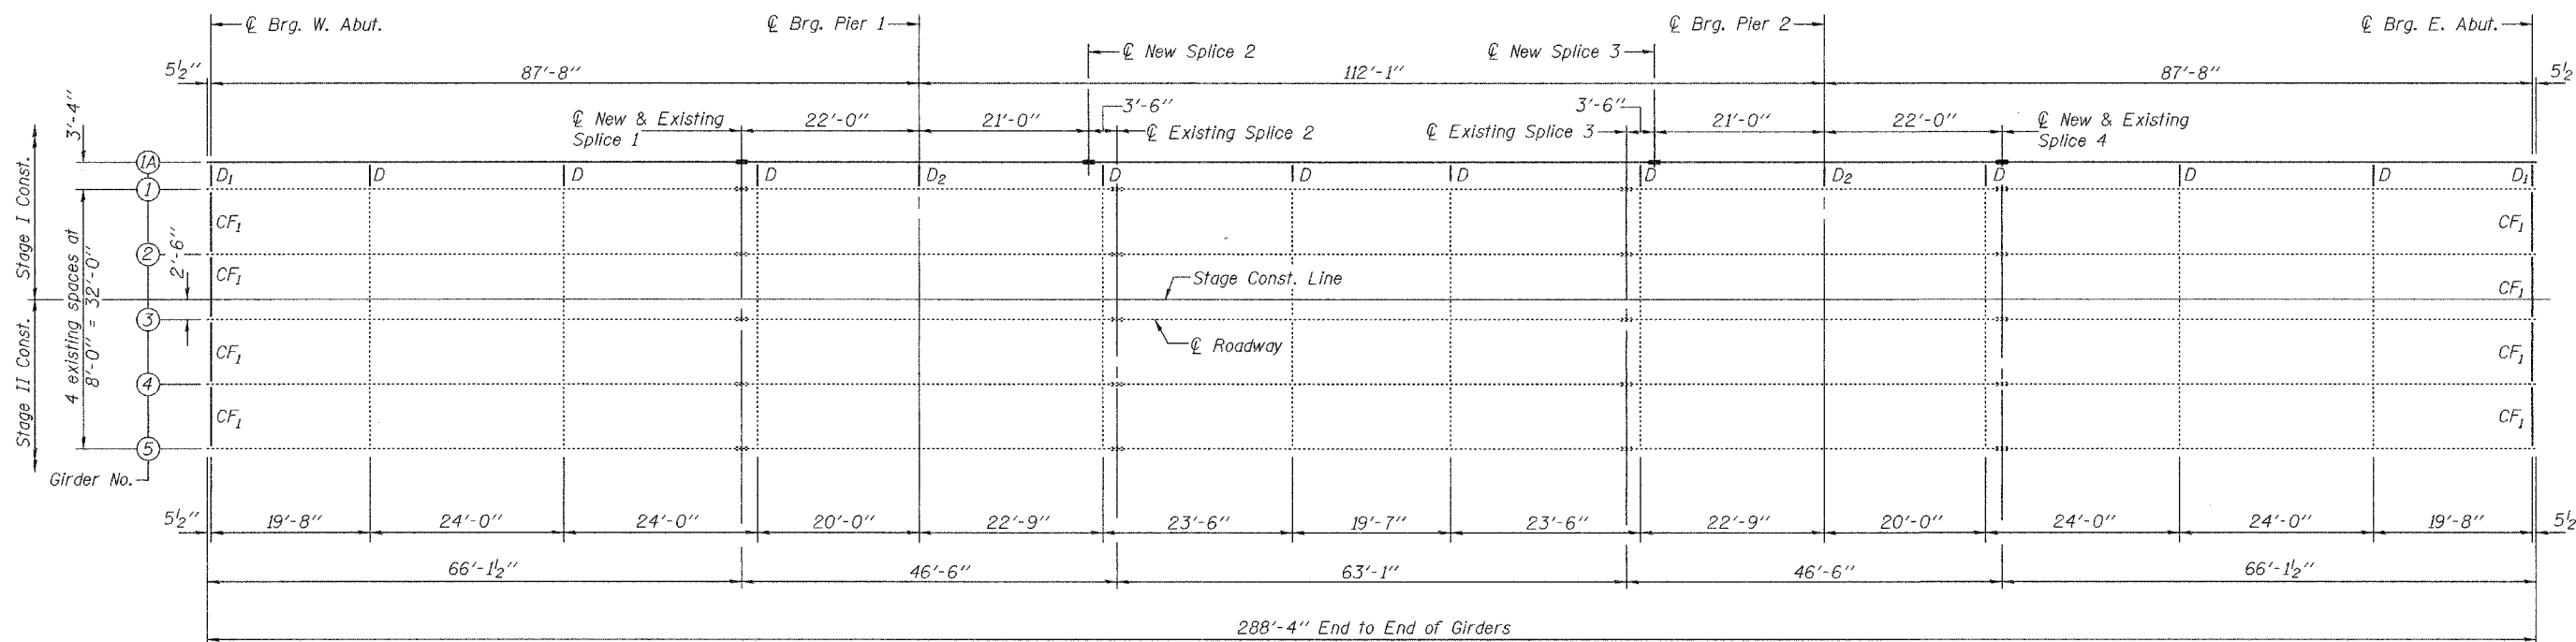 ℄ Brg. W. Abut.
℄ Brg. Pier 1
℄ Brg. Pier 2
℄ Brg. E. Abut.
℄ New Splice 2
℄ New Splice 3
5½"
87'-8"
112'-1"
87'-8"
5½
3'-4"
℄ New & Existing
Splice 1
22'-0"
21'-0"
3'-6"
℄ Existing Splice 2
3'-6"
℄ Existing Splice 3
21'-0"
22'-0"
℄ New & Existing
Splice 4
1A
D1 D D D D2 D D D D D2 D D D D1
1
CF1
CF1
2
CF1
CF1
Stage Const. Line
3
℄ Roadway
CF1
CF1
4
CF1
CF1
5
Girder No.
Stage I Const.
Stage II Const.
4 existing spaces at
8'-0" = 32'-0"
2'-6"
5½"
19'-8"
24'-0"
24'-0"
20'-0"
22'-9"
23'-6"
19'-7"
23'-6"
22'-9"
20'-0"
24'-0"
24'-0"
19'-8"
5½
66'-1½"
46'-6"
63'-1"
46'-6"
66'-1½"
288'-4" End to End of Girders